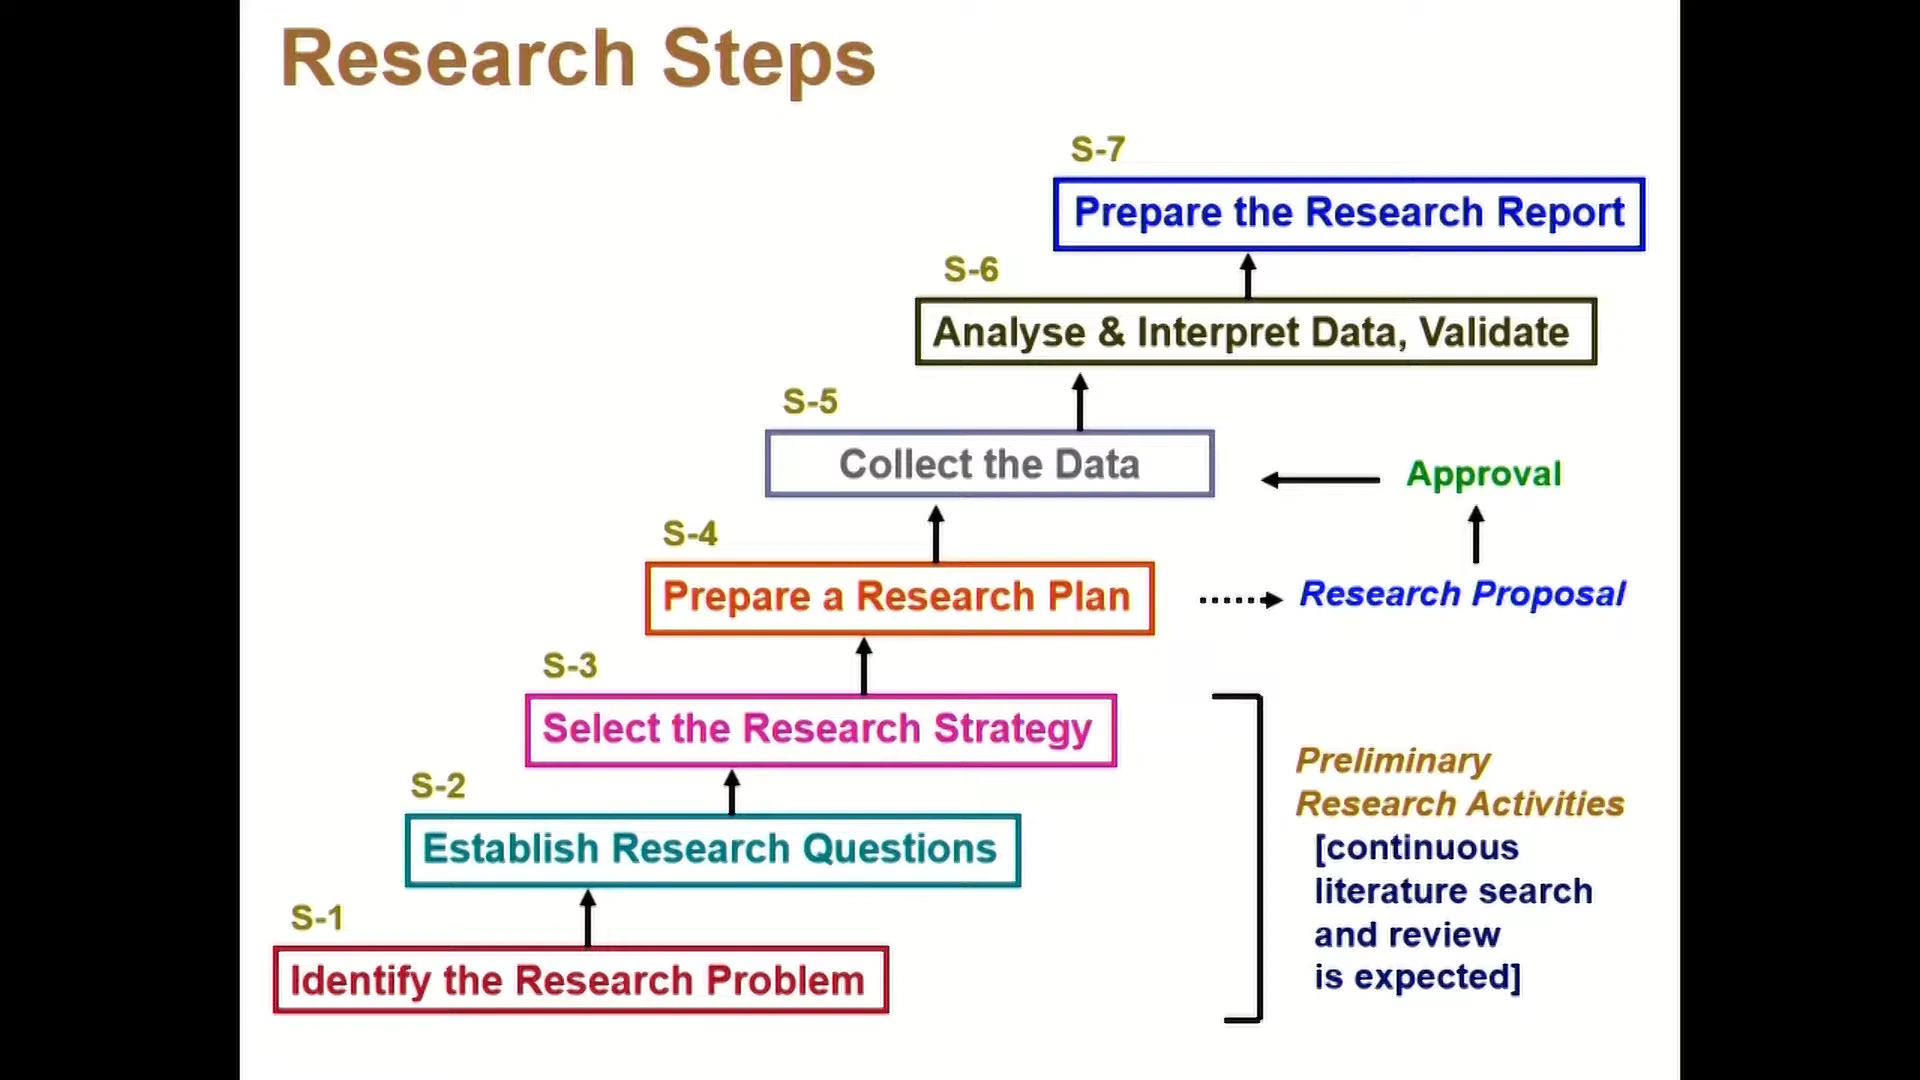 Research Steps
S-7
Prepare the Research Report
S-6
Analyse & Interpret Data, Validate
S-5
Collect the Data
Approval
S-4
Prepare a Research Plan
Research Proposal
S-3
Select the Research Strategy
S-2
Establish Research Questions
S-1
Identify the Research Problem
Preliminary
Research Activities
[continuous
literature search
and review
is expected]